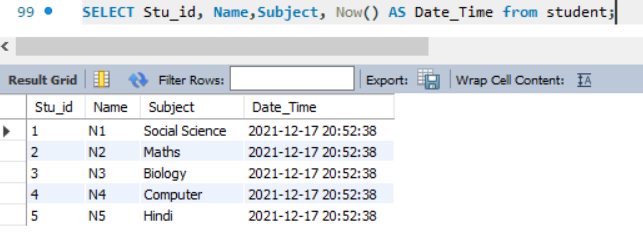 99 SELECT Stu_id, Name,Subject, Now() AS Date_Time from student;
Result Grid Filter Rows: Export: Wrap Cell Content: IA
Stu_id Name Subject Date_Time
1 N1 Social Science 2021-12-17 20:52:38
2 N2 Maths 2021-12-17 20:52:38
3 N3 Biology 2021-12-17 20:52:38
4 N4 Computer 2021-12-17 20:52:38
5 N5 Hindi 2021-12-17 20:52:38